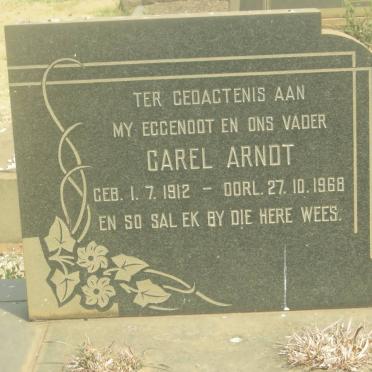 TER GEDAGTENIS AAN
MY EGGENOOT EN ONS VADER
CAREL ARNDT
GEB. 1. 7. 1912 – OORL. 27. 10. 1968
EN SO SAL EK BY DIE HERE WEES.